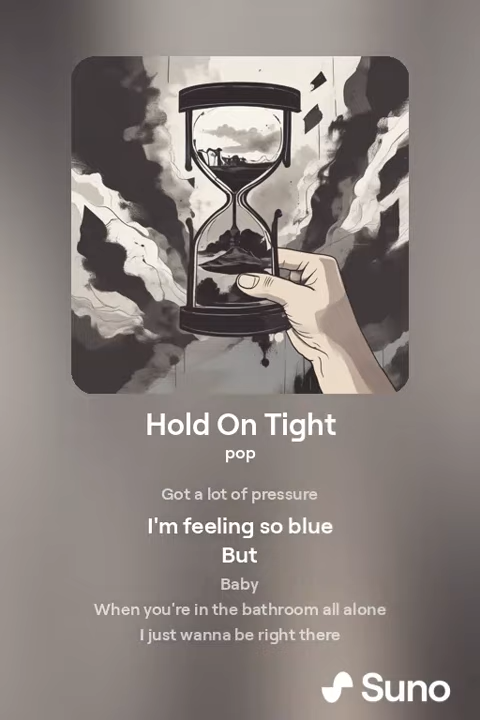 Hold On Tight
pop
Got a lot of pressure
I'm feeling so blue
But
Baby
When you're in the bathroom all alone
I just wanna be right there
Suno